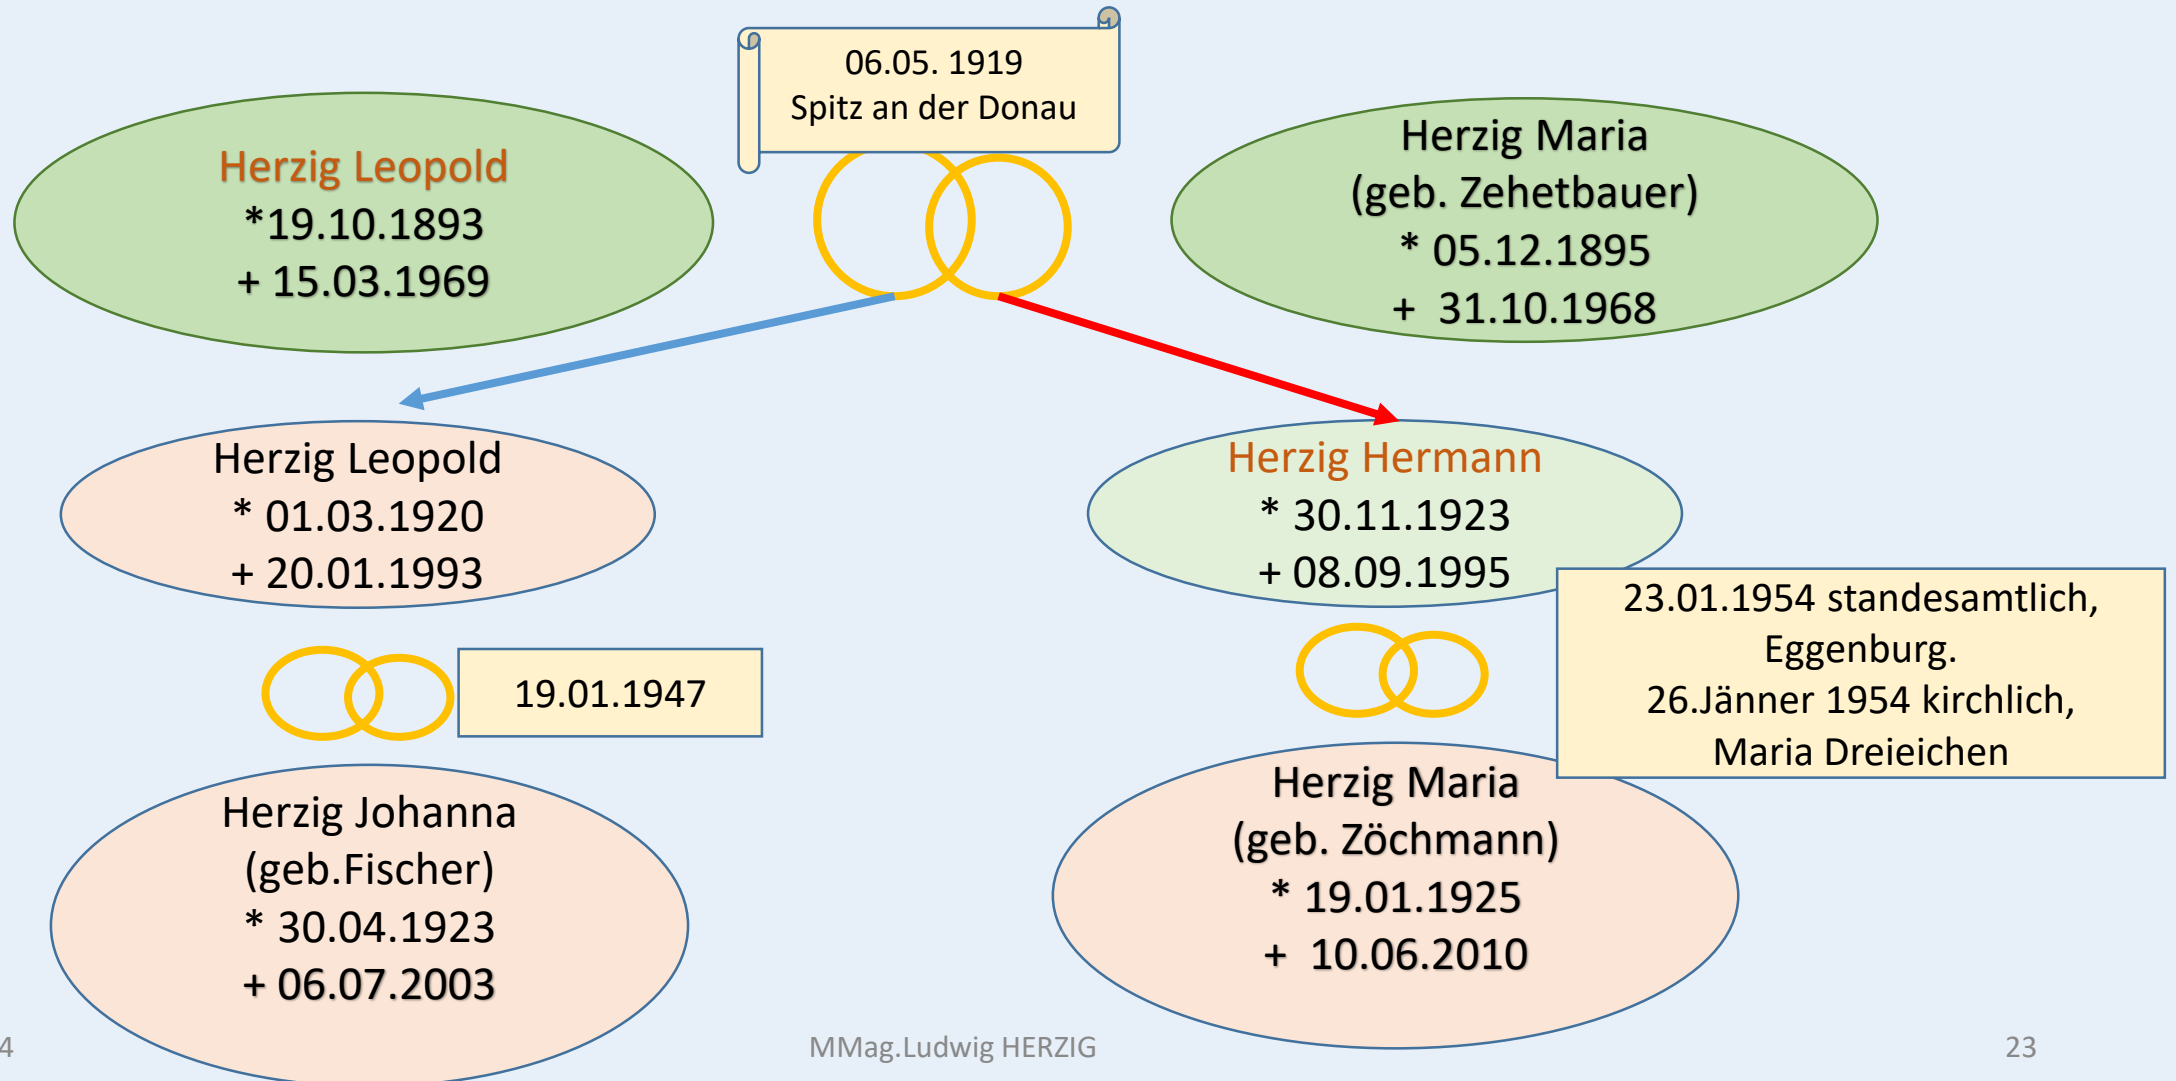 06.05. 1919
Spitz an der Donau
Herzig Leopold
*19.10.1893
+ 15.03.1969
Herzig Maria
(geb. Zehetbauer)
* 05.12.1895
+ 31.10.1968
Herzig Leopold
* 01.03.1920
+ 20.01.1993
Herzig Hermann
* 30.11.1923
+ 08.09.1995
19.01.1947
23.01.1954 standesamtlich,
Eggenburg.
26.Jänner 1954 kirchlich,
Maria Dreieichen
Herzig Johanna
(geb.Fischer)
* 30.04.1923
+ 06.07.2003
Herzig Maria
(geb. Zöchmann)
* 19.01.1925
+ 10.06.2010
4
MMag.Ludwig HERZIG
23